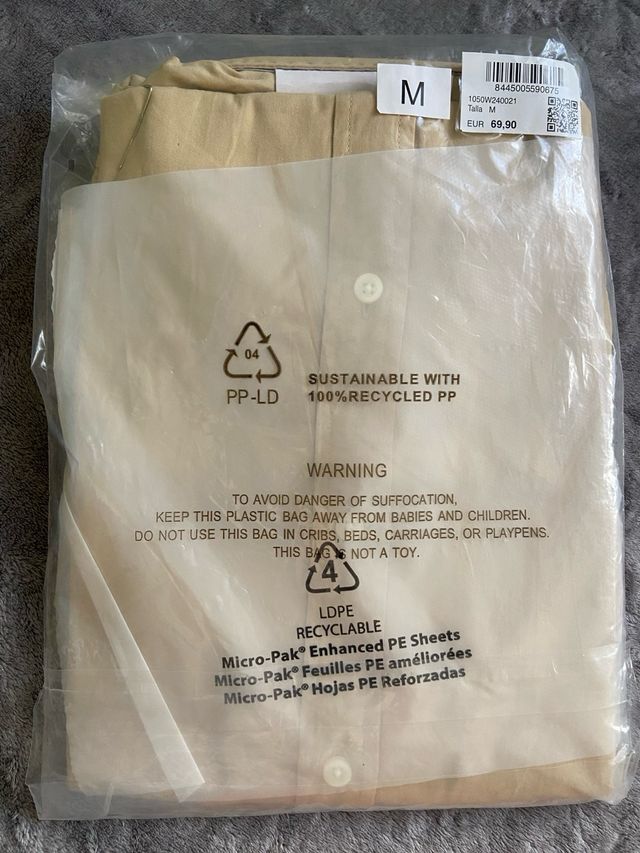 M
8445005590675
1050W240021
Talla M
EUR 69,90
04
PP-LD
SUSTAINABLE WITH
100%RECYCLED PP
WARNING
TO AVOID DANGER OF SUFFOCATION,
KEEP THIS PLASTIC BAG AWAY FROM BABIES AND CHILDREN.
DO NOT USE THIS BAG IN CRIBS, BEDS, CARRIAGES, OR PLAYPENS.
THIS BAG IS NOT A TOY.
4
LDPE
RECYCLABLE
Micro-Pak® Enhanced PE Sheets
Micro-Pak® Feuilles PE améliorées
Micro-Pak® Hojas PE Reforzadas